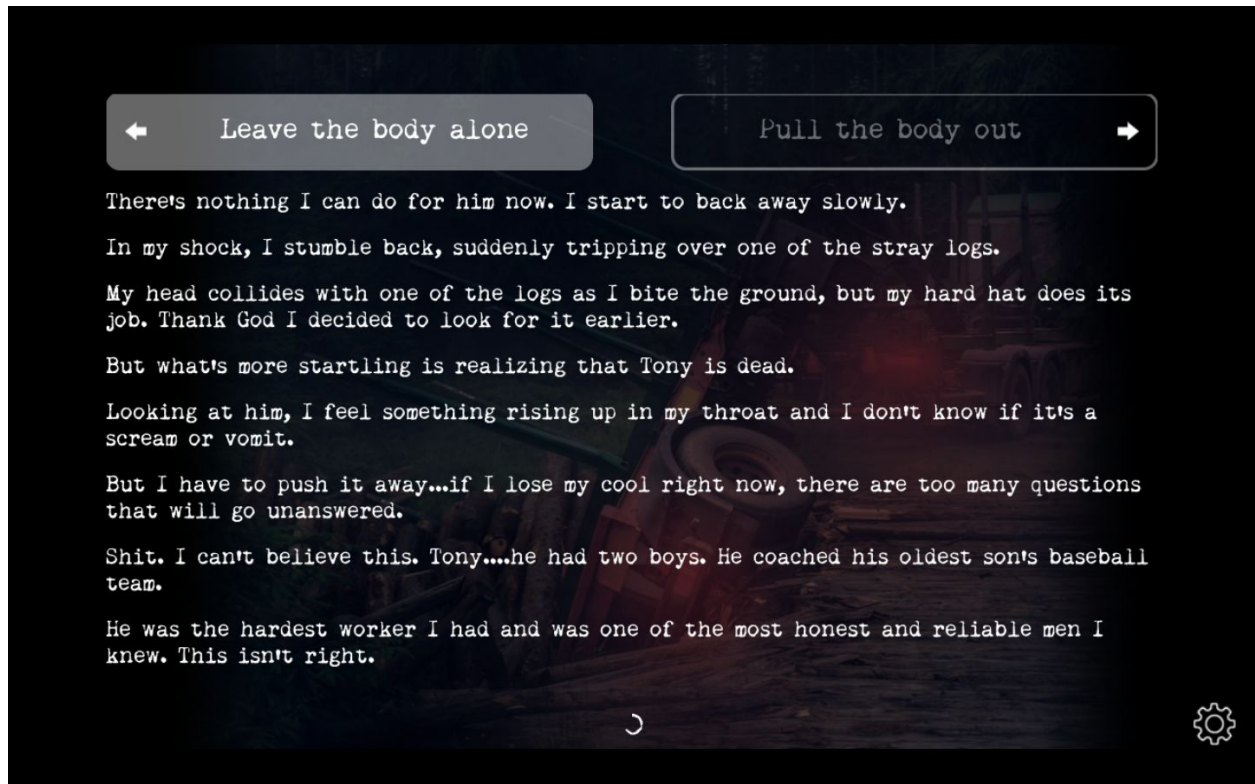 Leave the body alone
Pull the body out
There's nothing I can do for him now. I start to back away slowly.
In my shock, I stumble back, suddenly tripping over one of the stray logs.
My head collides with one of the logs as I bite the ground, but my hard hat does its
job. Thank God I decided to look for it earlier.
But what's more startling is realizing that Tony is dead.
Looking at him, I feel something rising up in my throat and I don't know if it's a
scream or vomit.
But I have to push it away...if I lose my cool right now, there are too many questions
that will go unanswered.
Shit. I can't believe this. Tony....he had two boys. He coached his oldest son's baseball
team.
He was the hardest worker I had and was one of the most honest and reliable men I
knew. This isn't right.